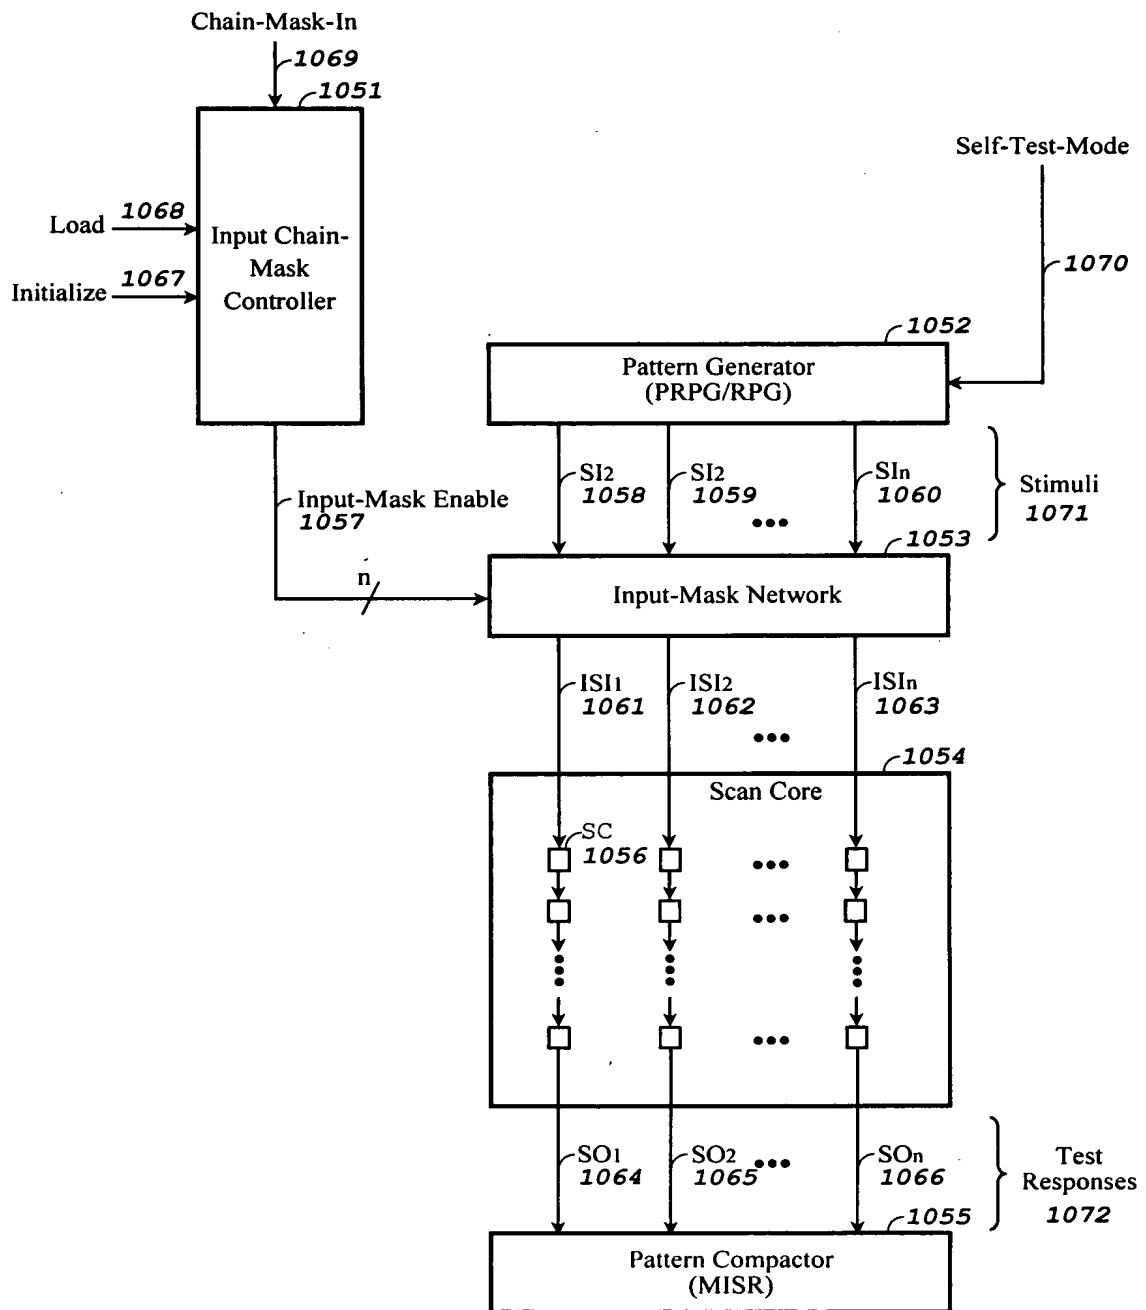 Chain-Mask-In
1069
1051
Self-Test-Mode
1070
Load
1068
Initialize
1067
Input Chain-
Mask
Controller
1052
Pattern Generator
(PRPG/RPG)
SI2
1058
SI2
1059
SIn
1060
•••
Stimuli
1071
Input-Mask Enable
1057
n
1053
Input-Mask Network
ISI1
1061
ISI2
1062
ISIn
1063
•••
1054
Scan Core
SC
1056
•••
•••
•••
SO1
1064
SO2
1065
•••
SOn
1066
Test
Responses
1072
1055
Pattern Compactor
(MISR)